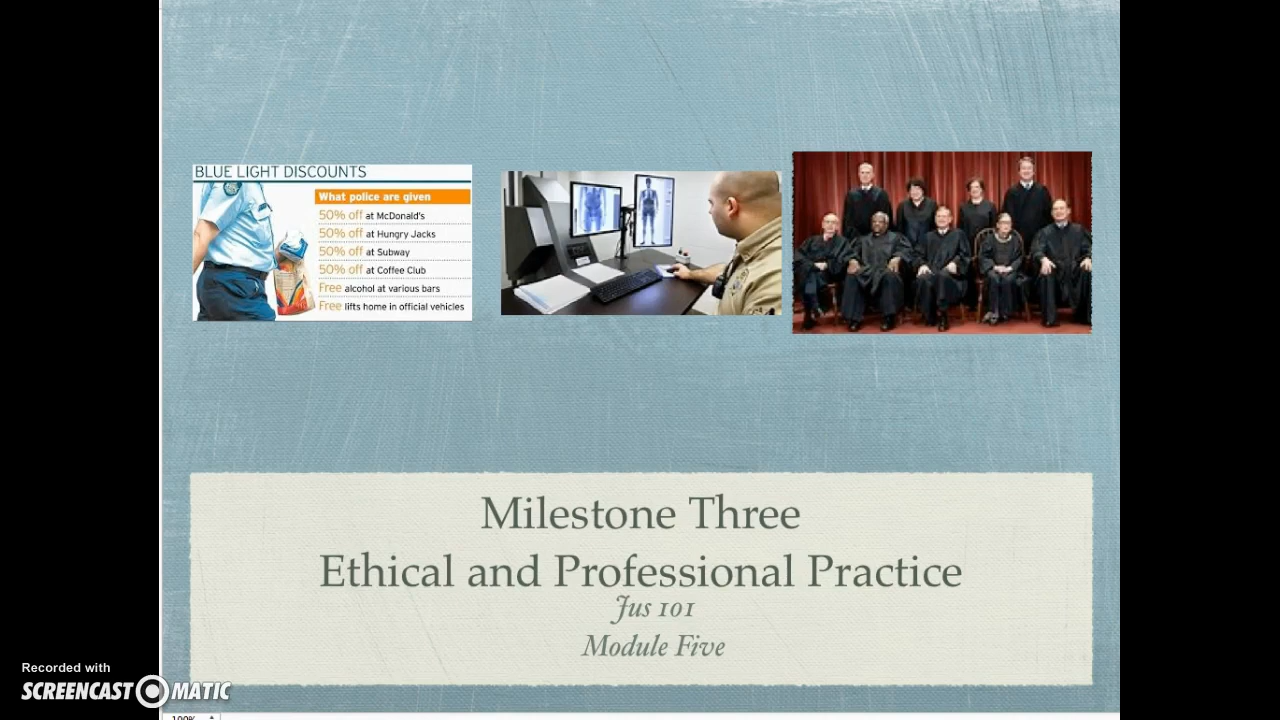 BLUE LIGHT DISCOUNTS
What police are given
50% off at McDonald's
50% off at Hungry Jacks
50% off at Subway
50% off at Coffee Club
Free alcohol at various bars
Free lifts home in official vehicles
Milestone Three
Ethical and Professional Practice
Jus 101
Module Five
Recorded with
SCREENCAST MATIC
100%